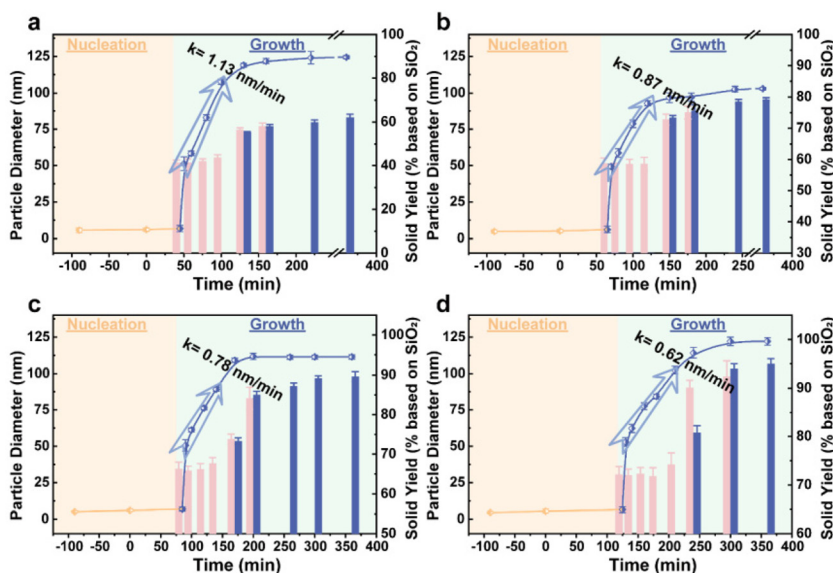 a
Nucleation
Growth
k= 1.13 nm/min
Particle Diameter (nm)
125
100
75
50
25
0
Solid Yield (% based on SiO₂)
100
80
60
40
20
0
-100 -50 0 50 100 150 200 400
Time (min)
b
Nucleation
Growth
k= 0.87 nm/min
Particle Diameter (nm)
125
100
75
50
25
0
Solid Yield (% based on SiO₂)
100
90
80
70
60
50
40
30
-100 -50 0 50 100 150 200 250 400
Time (min)
c
Nucleation
Growth
k= 0.78 nm/min
Particle Diameter (nm)
125
100
75
50
25
0
Solid Yield (% based on SiO₂)
100
90
80
70
60
50
-100 -50 0 50 100 150 200 250 300 350 400
Time (min)
d
Nucleation
Growth
k= 0.62 nm/min
Particle Diameter (nm)
125
100
75
50
25
0
Solid Yield (% based on SiO₂)
100
90
80
70
60
-100 -50 0 50 100 150 200 250 300 350 400
Time (min)